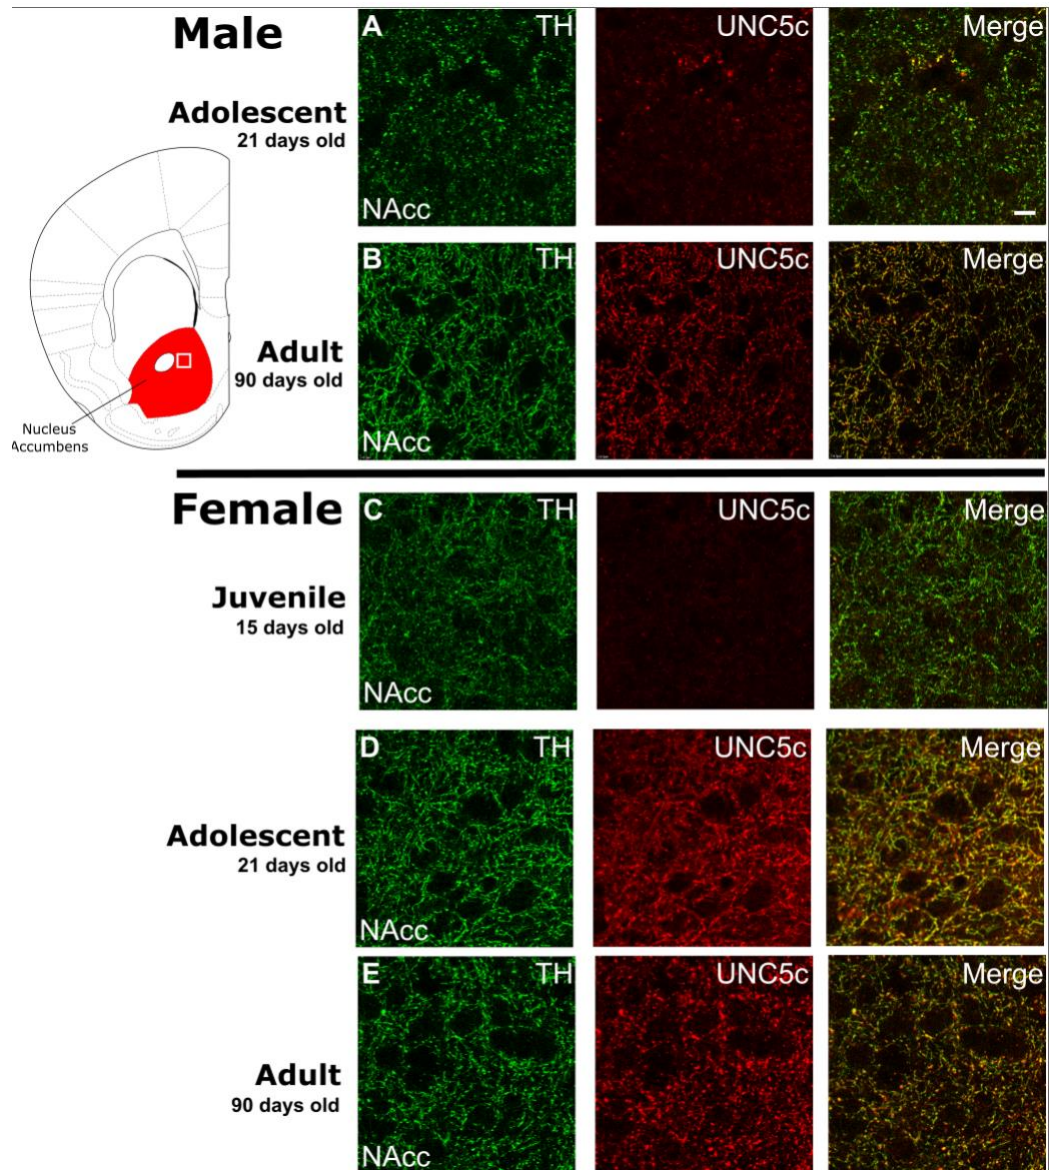 Male
A TH UNC5c Merge
Adolescent
21 days old
NAcc
B TH UNC5c Merge
Adult
90 days old
NAcc
Nucleus
Accumbens
Female
C TH UNC5c Merge
Juvenile
15 days old
NAcc
D TH UNC5c Merge
Adolescent
21 days old
NAcc
E TH UNC5c Merge
Adult
90 days old
NAcc